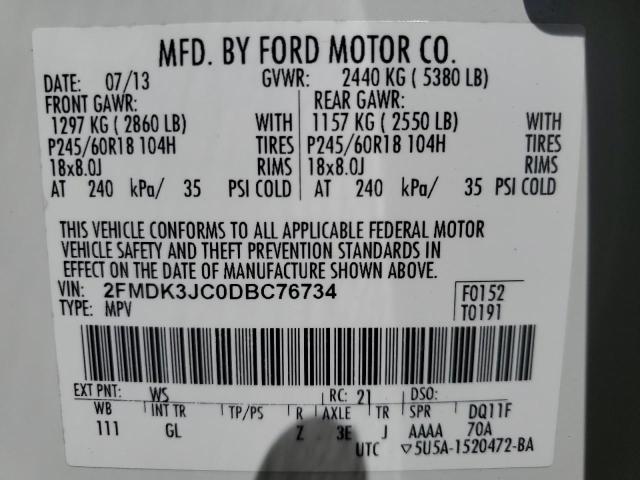 MFD. BY FORD MOTOR CO.
DATE: 07/13 GVWR: 2440 KG ( 5380 LB)
FRONT GAWR: REAR GAWR:
1297 KG ( 2860 LB) WITH 1157 KG ( 2550 LB) WITH
P245/60R18 104H TIRES P245/60R18 104H TIRES
18x8.0J RIMS 18x8.0J RIMS
AT 240 kPa/ 35 PSI COLD AT 240 kPa/ 35 PSI COLD
THIS VEHICLE CONFORMS TO ALL APPLICABLE FEDERAL MOTOR
VEHICLE SAFETY AND THEFT PREVENTION STANDARDS IN
EFFECT ON THE DATE OF MANUFACTURE SHOWN ABOVE.
VIN: 2FMDK3JC0DBC76734 F0152
TYPE: MPV T0191
EXT PNT: WS RC: 21 DSO:
WB INT TR TP/PS R AXLE TR SPR DQ11F
111 GL Z 3E J AAAA 70A
UTC ▽5U5A-1520472-BA